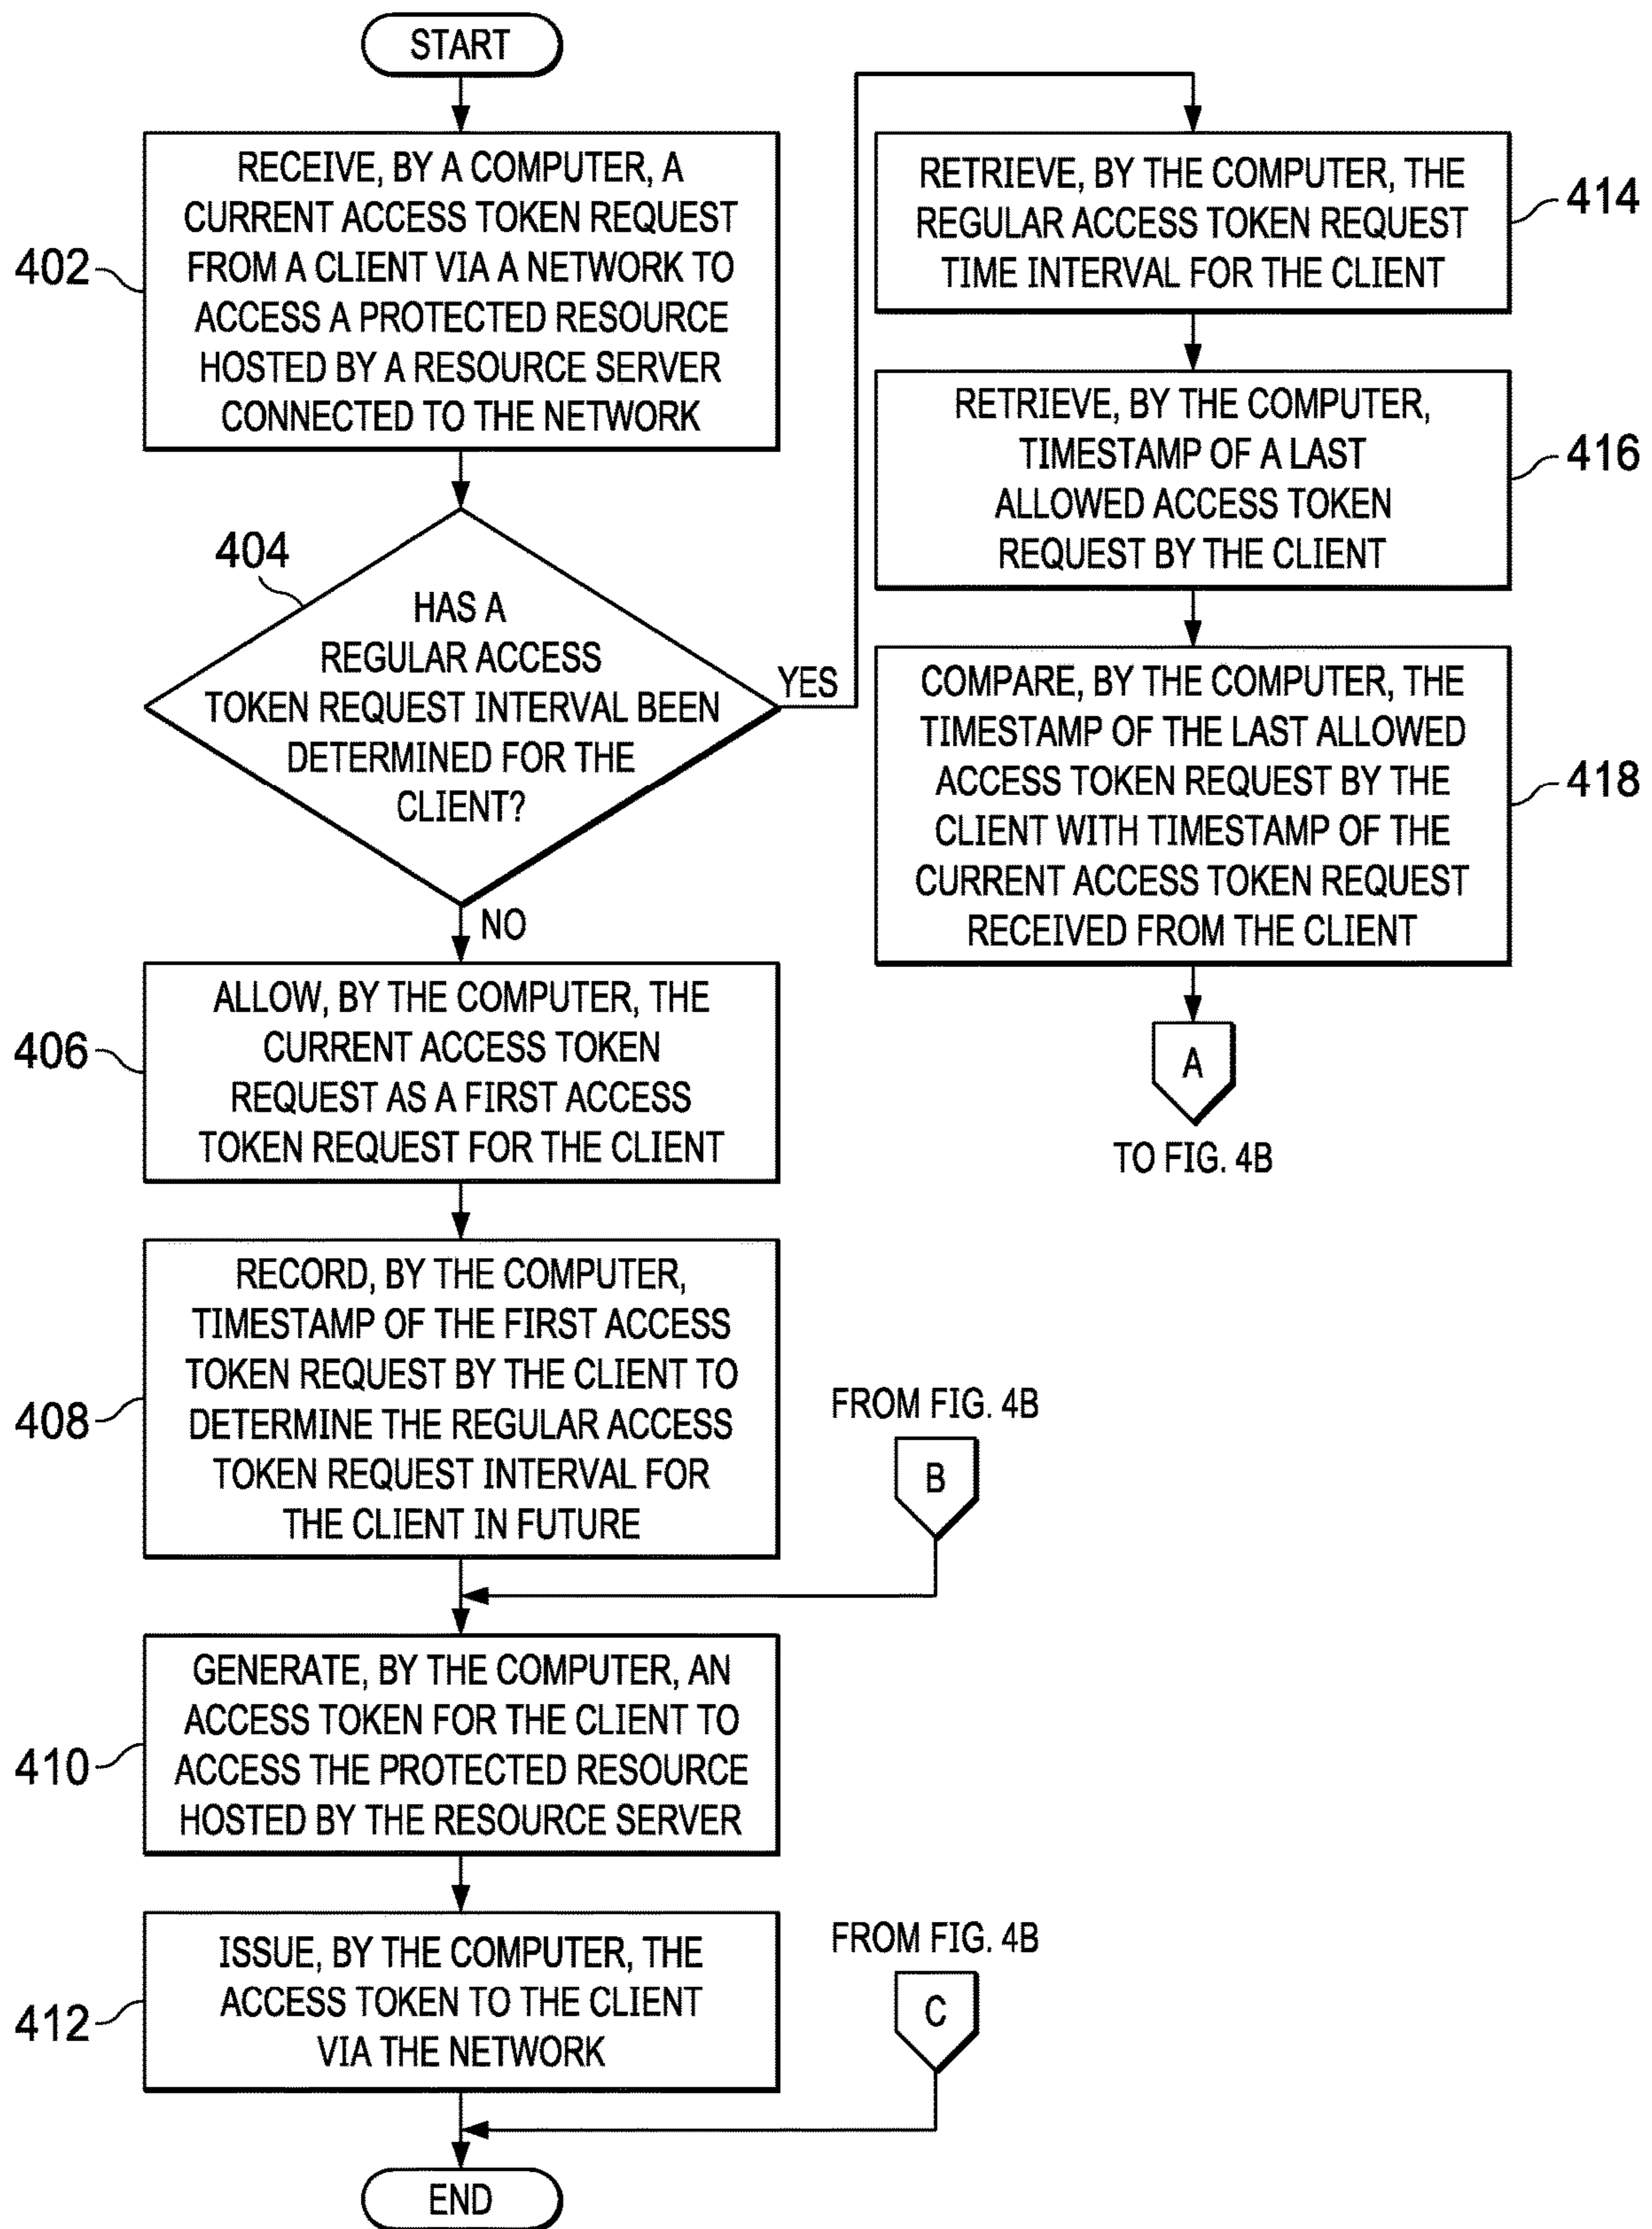 START
402
RECEIVE, BY A COMPUTER, A
CURRENT ACCESS TOKEN REQUEST
FROM A CLIENT VIA A NETWORK TO
ACCESS A PROTECTED RESOURCE
HOSTED BY A RESOURCE SERVER
CONNECTED TO THE NETWORK
404
HAS A
REGULAR ACCESS
TOKEN REQUEST INTERVAL BEEN
DETERMINED FOR THE
CLIENT?
YES
NO
406
ALLOW, BY THE COMPUTER, THE
CURRENT ACCESS TOKEN
REQUEST AS A FIRST ACCESS
TOKEN REQUEST FOR THE CLIENT
408
RECORD, BY THE COMPUTER,
TIMESTAMP OF THE FIRST ACCESS
TOKEN REQUEST BY THE CLIENT TO
DETERMINE THE REGULAR ACCESS
TOKEN REQUEST INTERVAL FOR
THE CLIENT IN FUTURE
FROM FIG. 4B
B
410
GENERATE, BY THE COMPUTER, AN
ACCESS TOKEN FOR THE CLIENT TO
ACCESS THE PROTECTED RESOURCE
HOSTED BY THE RESOURCE SERVER
412
ISSUE, BY THE COMPUTER, THE
ACCESS TOKEN TO THE CLIENT
VIA THE NETWORK
FROM FIG. 4B
C
END
RETRIEVE, BY THE COMPUTER, THE
REGULAR ACCESS TOKEN REQUEST
TIME INTERVAL FOR THE CLIENT
414
RETRIEVE, BY THE COMPUTER,
TIMESTAMP OF A LAST
ALLOWED ACCESS TOKEN
REQUEST BY THE CLIENT
416
COMPARE, BY THE COMPUTER, THE
TIMESTAMP OF THE LAST ALLOWED
ACCESS TOKEN REQUEST BY THE
CLIENT WITH TIMESTAMP OF THE
CURRENT ACCESS TOKEN REQUEST
RECEIVED FROM THE CLIENT
418
A
TO FIG. 4B